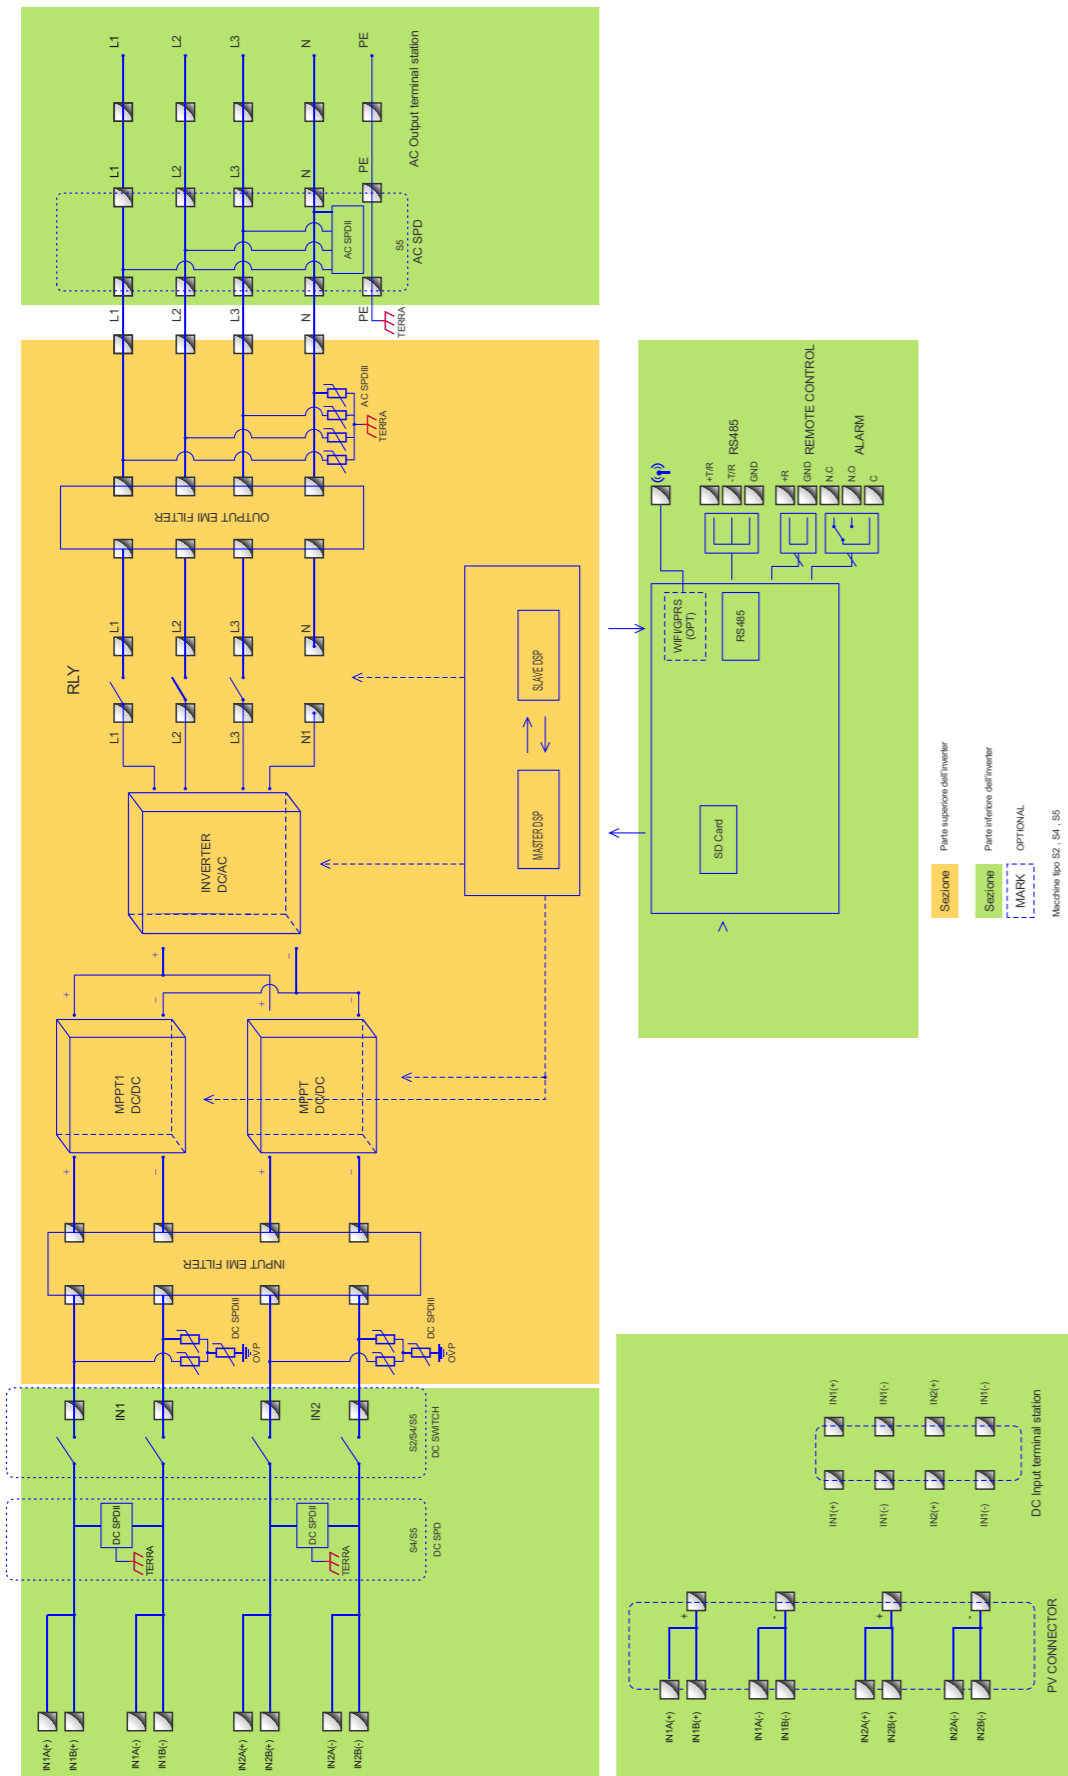 L1
L2
L3
N
PE
AC Output terminal station
L1
L2
L3
N
PE
AC SPDII
S5
AC SPD
L1
L2
L3
N
PE
TERRA
AC SPDIII
TERRA
OUTPUT EMI FILTER
RLY
L1
L2
L3
N
L1
L2
L3
N1
INVERTER
DC/AC
SLAVE DSP
MASTER DSP
+
–
+
–
+
–
MPPT1
DC/DC
MPPT
DC/DC
+
–
+
–
INPUT EMI FILTER
DC SPDIII
OVP
DC SPDIII
OVP
IN1
IN2
S2/S4/S5
DC SWITCH
DC SPDII
TERRA
DC SPDII
TERRA
S4/S5
DC SPD
IN1A(+)
IN1B(+)
IN1A(-)
IN1B(-)
IN2A(+)
IN2B(+)
IN2A(-)
IN2B(-)
+T/R
-T/R
GND
RS485
+R
GND
REMOTE CONTROL
N.C
N.O
C
ALARM
WIFI/GPRS
(OPT)
RS485
SD Card
Sezione
Parte superiore dell'inverter
Sezione
Parte inferiore dell'inverter
MARK
OPTIONAL
Macchine tipo S2 , S4 , S5
IN1(+)
IN1(-)
IN2(+)
IN1(-)
IN1(+)
IN1(-)
IN2(+)
IN1(-)
DC Input terminal station
+
-
+
-
IN1A(+)
IN1B(+)
IN1A(-)
IN1B(-)
IN2A(+)
IN2B(+)
IN2A(-)
IN2B(-)
PV CONNECTOR